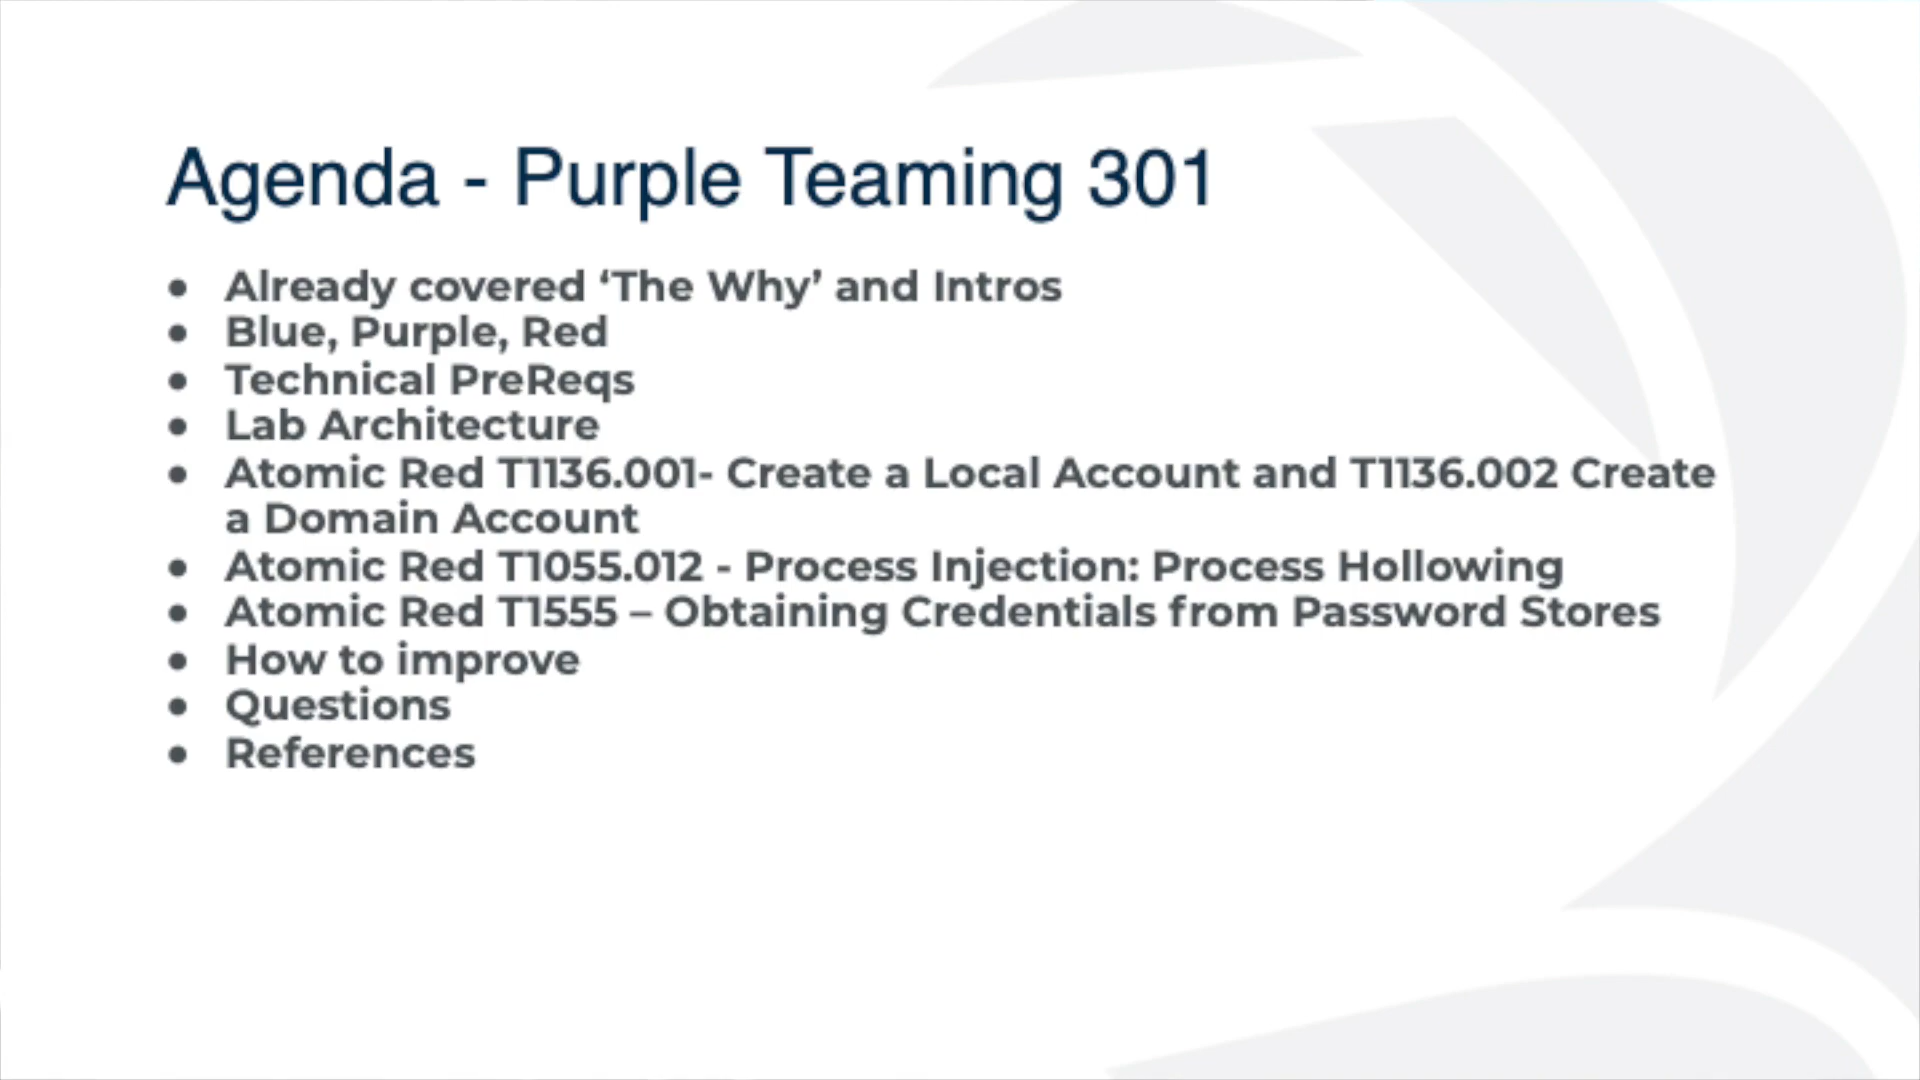 Agenda - Purple Teaming 301
• Already covered ‘The Why’ and Intros
• Blue, Purple, Red
• Technical PreReqs
• Lab Architecture
• Atomic Red T1136.001- Create a Local Account and T1136.002 Create
a Domain Account
• Atomic Red T1055.012 - Process Injection: Process Hollowing
• Atomic Red T1555 – Obtaining Credentials from Password Stores
• How to improve
• Questions
• References